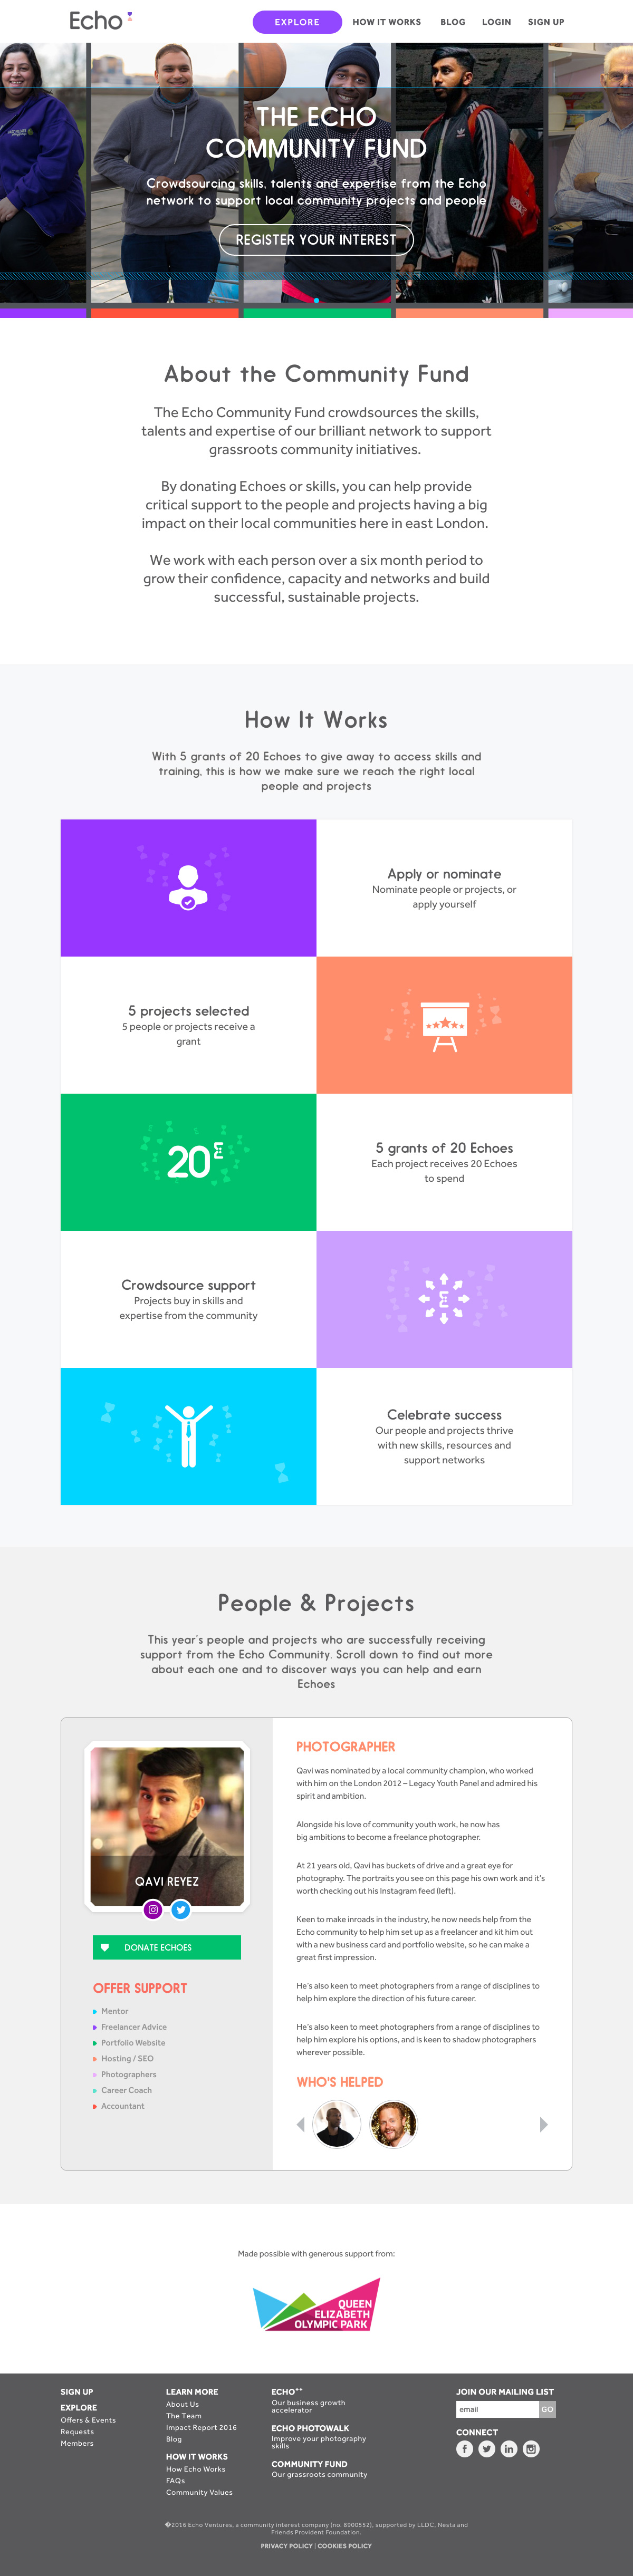 Echo
EXPLORE
HOW IT WORKS
BLOG
LOGIN
SIGN UP
THE ECHO
COMMUNITY FUND
Crowdsourcing skills, talents and expertise from the Echo
network to support local community projects and people
REGISTER YOUR INTEREST
About the Community Fund
The Echo Community Fund crowdsources the skills,
talents and expertise of our brilliant network to support
grassroots community initiatives.
By donating Echoes or skills, you can help provide
critical support to the people and projects having a big
impact on their local communities here in east London.
We work with each person over a six month period to
grow their confidence, capacity and networks and build
successful, sustainable projects.
How It Works
With 5 grants of 20 Echoes to give away to access skills and
training, this is how we make sure we reach the right local
people and projects
Apply or nominate
Nominate people or projects, or
apply yourself
5 projects selected
5 people or projects receive a
grant
20
5 grants of 20 Echoes
Each project receives 20 Echoes
to spend
Crowdsource support
Projects buy in skills and
expertise from the community
Celebrate success
Our people and projects thrive
with new skills, resources and
support networks
People & Projects
This year's people and projects who are successfully receiving
support from the Echo Community. Scroll down to find out more
about each one and to discover ways you can help and earn
Echoes
QAVI REYEZ
DONATE ECHOES
OFFER SUPPORT
Mentor
Freelancer Advice
Portfolio Website
Hosting / SEO
Photographers
Career Coach
Accountant
PHOTOGRAPHER
Qavi was nominated by a local community champion, who worked
with him on the London 2012 – Legacy Youth Panel and admired his
spirit and ambition.
Alongside his love of community youth work, he now has
big ambitions to become a freelance photographer.
At 21 years old, Qavi has buckets of drive and a great eye for
photography. The portraits you see on this page his own work and it's
worth checking out his Instagram feed (left).
Keen to make inroads in the industry, he now needs help from the
Echo community to help him set up as a freelancer and kit him out
with a new business card and portfolio website, so he can make a
great first impression.
He's also keen to meet photographers from a range of disciplines to
help him explore the direction of his future career.
He's also keen to meet photographers from a range of disciplines to
help him explore his options, and is keen to shadow photographers
wherever possible.
WHO'S HELPED
Made possible with generous support from:
QUEEN
ELIZABETH
OLYMPIC PARK
SIGN UP
EXPLORE
Offers & Events
Requests
Members
LEARN MORE
About Us
The Team
Impact Report 2016
Blog
HOW IT WORKS
How Echo Works
FAQs
Community Values
ECHO++
Our business growth
accelerator
ECHO PHOTOWALK
Improve your photography
skills
COMMUNITY FUND
Our grassroots community
JOIN OUR MAILING LIST
email
GO
CONNECT
�2016 Echo Ventures, a community interest company (no. 8900552), supported by LLDC, Nesta and
Friends Provident Foundation.
PRIVACY POLICY | COOKIES POLICY